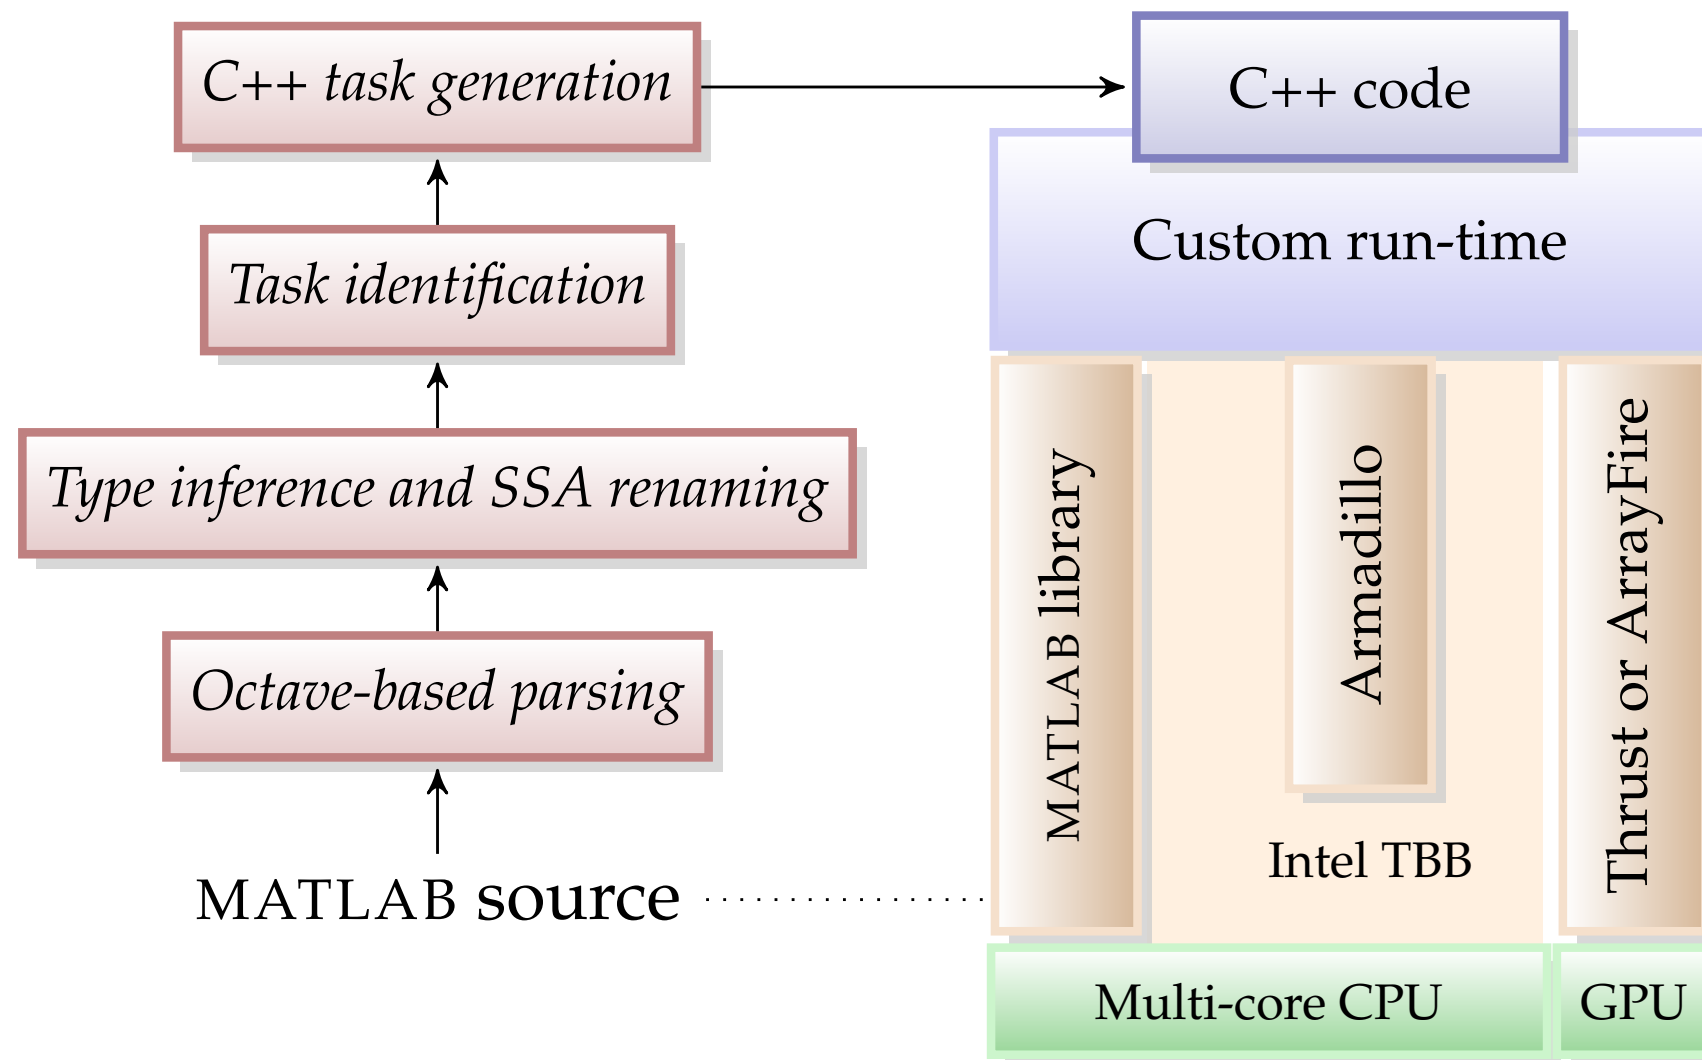 C++ task generation
C++ code
Custom run-time
Task identification
Type inference and SSA renaming
Octave-based parsing
MATLAB source
MATLAB library
Armadillo
Thrust or ArrayFire
Intel TBB
Multi-core CPU
GPU